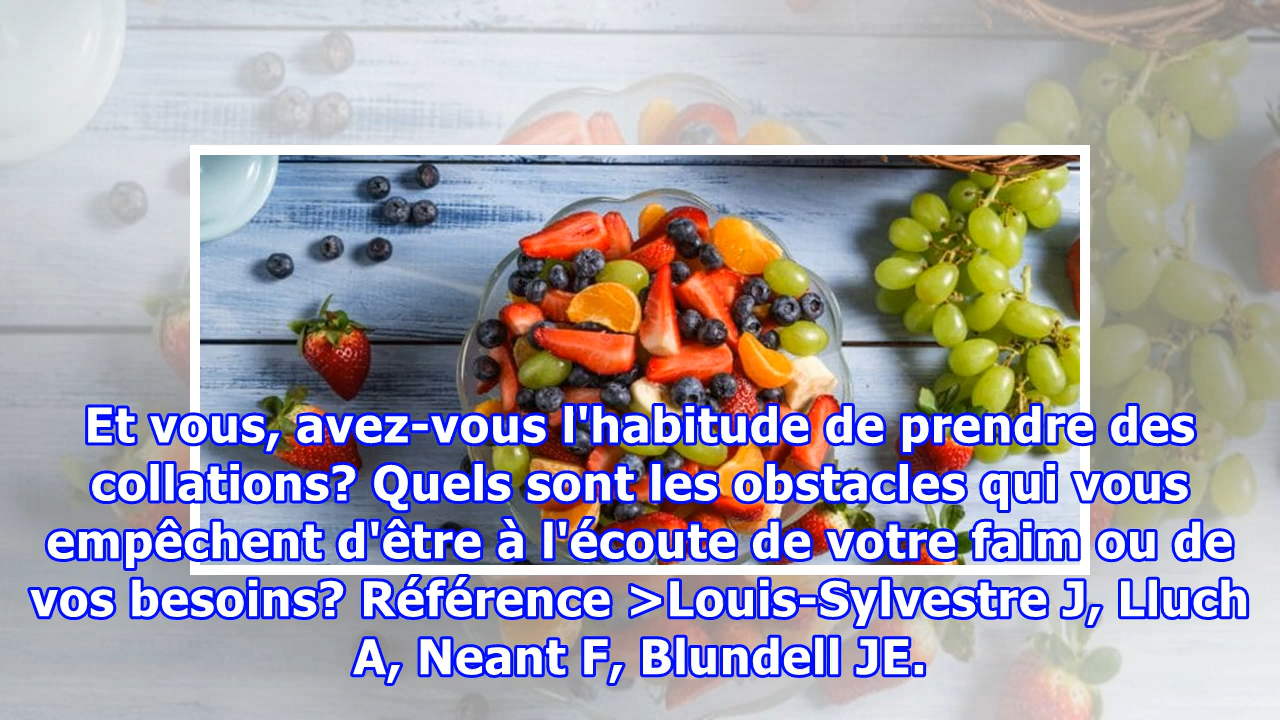 Et vous, avez-vous l'habitude de prendre des
collations? Quels sont les obstacles qui vous
empêchent d'être à l'écoute de votre faim ou de
vos besoins? Référence >Louis-Sylvestre J, Lluch
A, Neant F, Blundell JE.